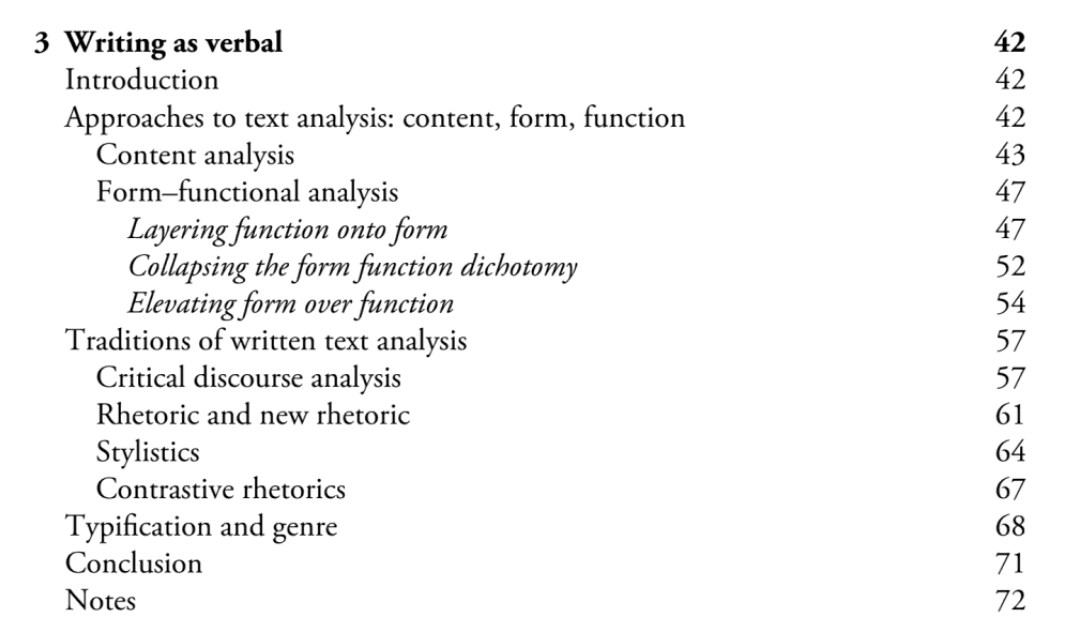 3 Writing as verbal 42
Introduction 42
Approaches to text analysis: content, form, function 42
Content analysis 43
Form–functional analysis 47
Layering function onto form 47
Collapsing the form function dichotomy 52
Elevating form over function 54
Traditions of written text analysis 57
Critical discourse analysis 57
Rhetoric and new rhetoric 61
Stylistics 64
Contrastive rhetorics 67
Typification and genre 68
Conclusion 71
Notes 72